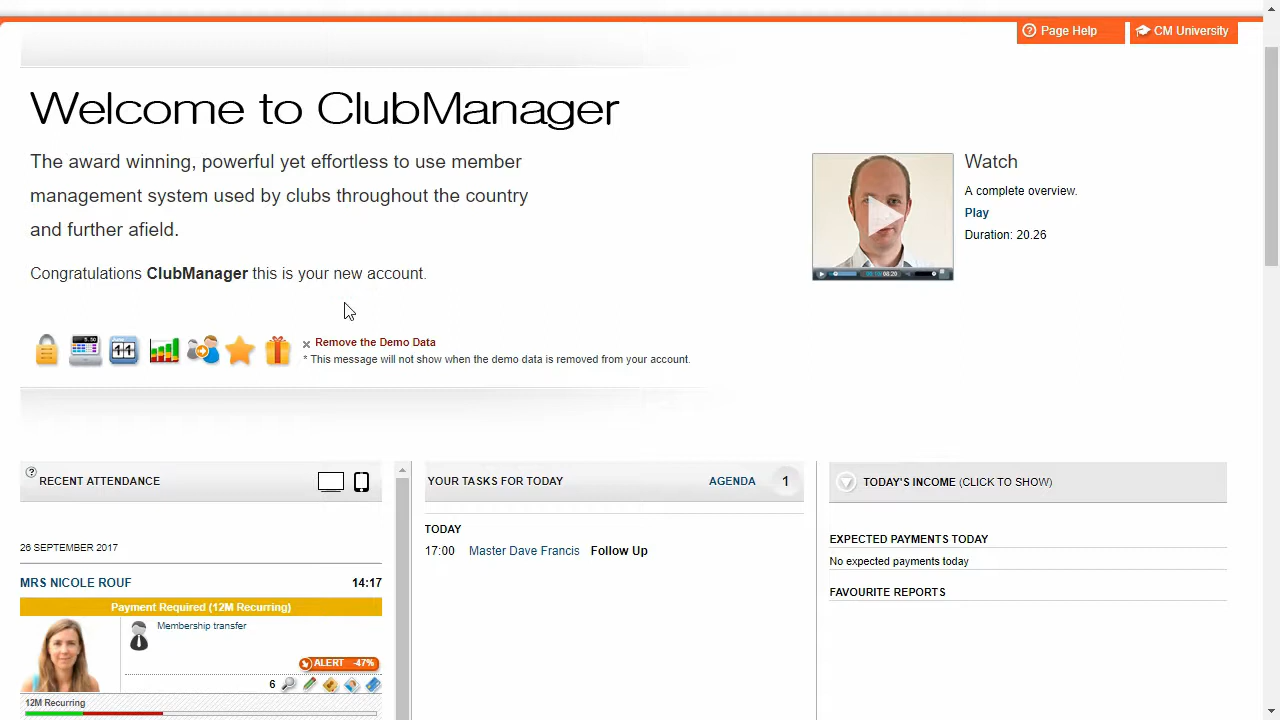 Page Help
CM University
Welcome to ClubManager
The award winning, powerful yet effortless to use member
management system used by clubs throughout the country
and further afield.
Congratulations ClubManager this is your new account.
Watch
A complete overview.
Play
Duration: 20.26
Remove the Demo Data
* This message will not show when the demo data is removed from your account.
RECENT ATTENDANCE
26 SEPTEMBER 2017
MRS NICOLE ROUF 14:17
Payment Required (12M Recurring)
Membership transfer
ALERT -47%
6
12M Recurring
YOUR TASKS FOR TODAY AGENDA 1
TODAY
17:00 Master Dave Francis Follow Up
TODAY'S INCOME (CLICK TO SHOW)
EXPECTED PAYMENTS TODAY
No expected payments today
FAVOURITE REPORTS